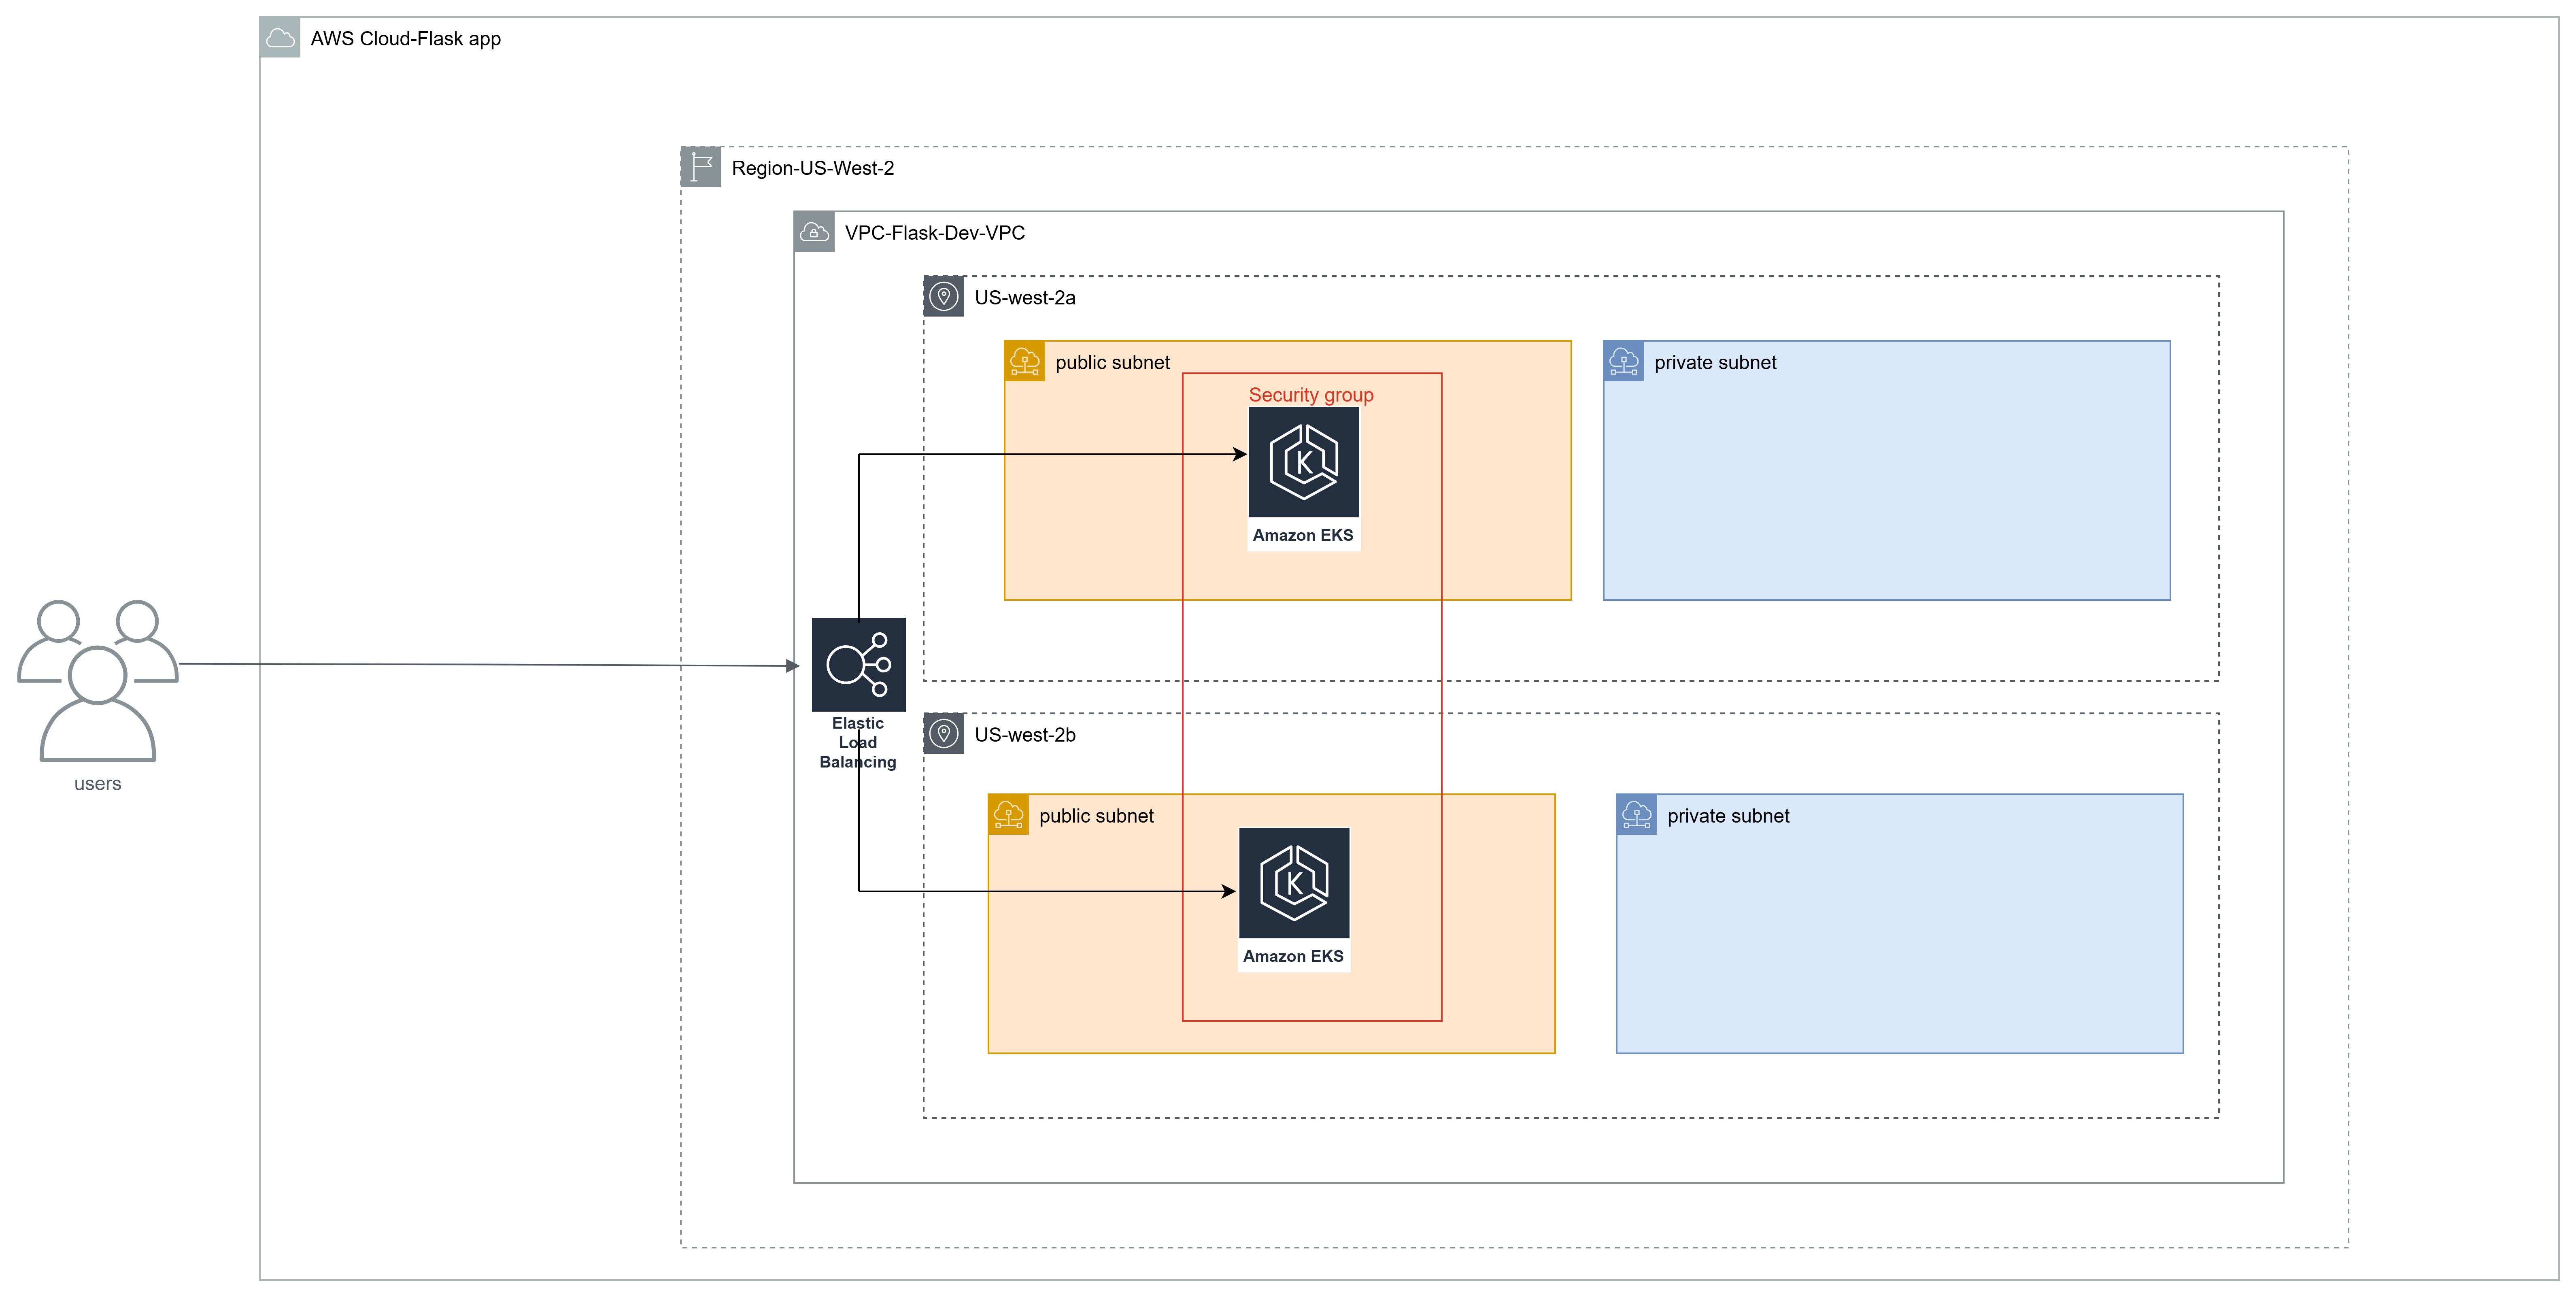 AWS Cloud-Flask app
Region-US-West-2
VPC-Flask-Dev-VPC
US-west-2a
public subnet
private subnet
Security group
Amazon EKS
users
Elastic
Load
Balancing
US-west-2b
public subnet
private subnet
Amazon EKS